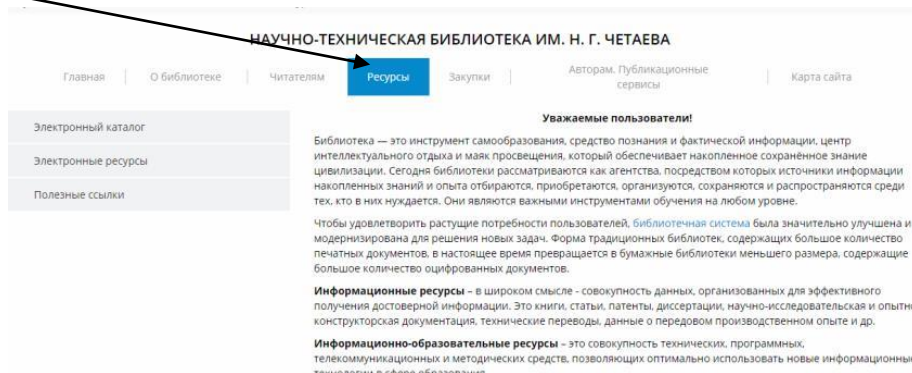 НАУЧНО-ТЕХНИЧЕСКАЯ БИБЛИОТЕКА ИМ. Н. Г. ЧЕТАЕВА
Главная
О библиотеке
Читателям
Ресурсы
Закупки
Авторам. Публикационные
сервисы
Карта сайта
Электронный каталог
Электронные ресурсы
Полезные ссылки
Уважаемые пользователи!
Библиотека — это инструмент самообразования, средство познания и фактической информации, центр
интеллектуального отдыха и маяк просвещения, который обеспечивает накопленное сохранённое знание
цивилизации. Сегодня библиотеки рассматриваются как агентства, посредством которых источники информации
накопленных знаний и опыта отбираются, приобретаются, организуются, сохраняются и распространяются среди
тех, кто в них нуждается. Они являются важными инструментами обучения на любом уровне.
Чтобы удовлетворить растущие потребности пользователей, библиотечная система была значительно улучшена и
модернизирована для решения новых задач. Форма традиционных библиотек, содержащих большое количество
печатных документов, в настоящее время превращается в бумажные библиотеки меньшего размера, содержащие
большое количество оцифрованных документов.
Информационные ресурсы – в широком смысле - совокупность данных, организованных для эффективного
получения достоверной информации. Это книги, статьи, патенты, диссертации, научно-исследовательская и опытно
конструкторская документация, технические переводы, данные о передовом производственном опыте и др.
Информационно-образовательные ресурсы – это совокупность технических, программных,
телекоммуникационных и методических средств, позволяющих оптимально использовать новые информационные
технологии в сфере образования